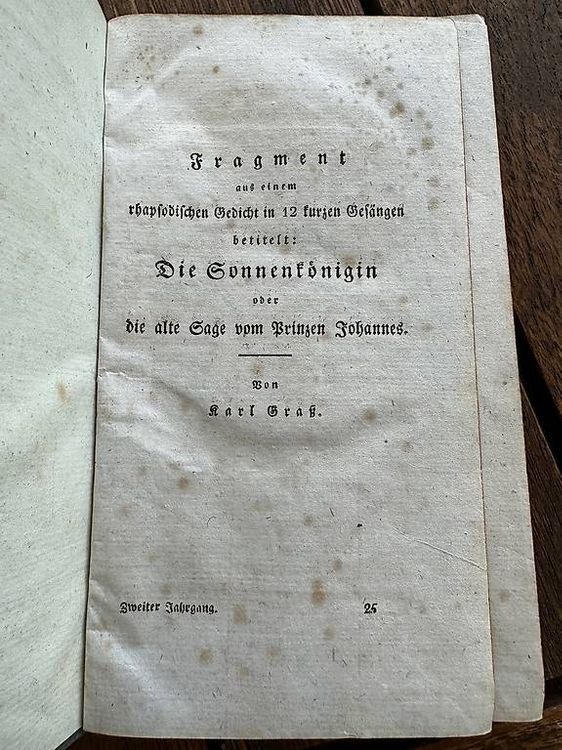 Fragment
aus einem
rhapsodischen Gedicht in 12 kurzen Gesängen
betitelt:
Die Sonnenkönigin
oder
die alte Sage vom Prinzen Johannes.
Von
Karl Graß.
Zweiter Jahrgang. 25